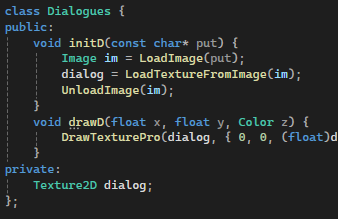 class Dialogues {
public:
    void initD(const char* put) {
        Image im = LoadImage(put);
        dialog = LoadTextureFromImage(im);
        UnloadImage(im);
    }
    void drawD(float x, float y, Color z) {
        DrawTexturePro(dialog, { 0, 0, (float)d
    }
private:
    Texture2D dialog;
};